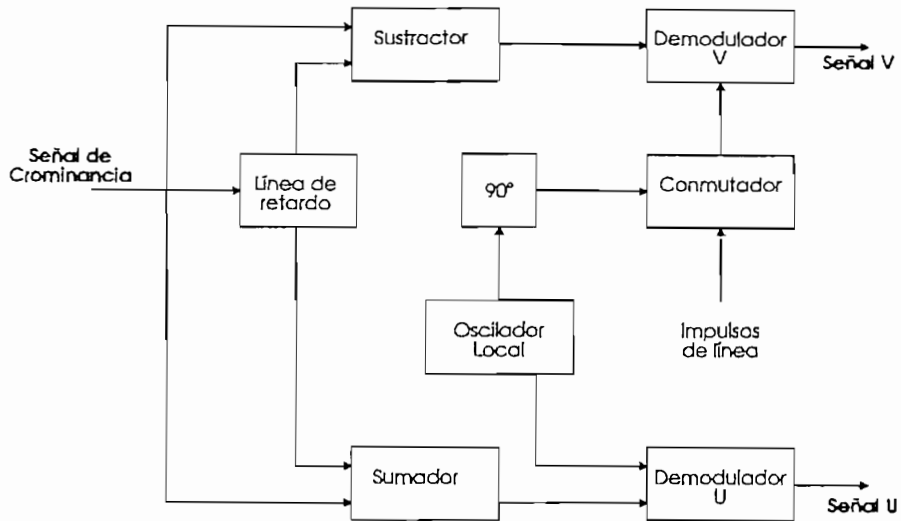 Sustractor
Demodulador
V
Señal V
Señal de
Crominancia
Línea de
retardo
90°
Conmutador
Oscilador
Local
Impulsos
de línea
Sumador
Demodulador
U
Señal U